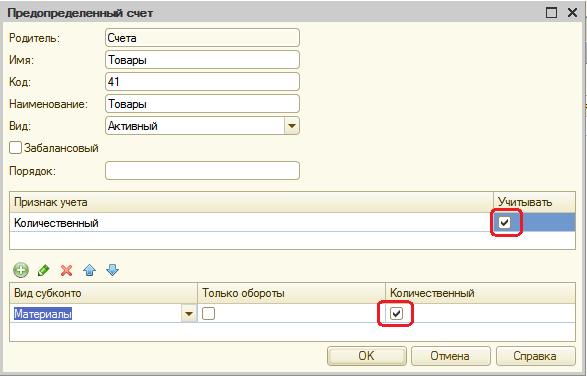 Предопределенный счет
Родитель: Счета
Имя: Товары
Код: 41
Наименование: Товары
Вид: Активный
Забалансовый
Порядок:
Признак учета Учитывать
Количественный
Вид субконто Только обороты Количественный
Материалы
OK Отмена Справка